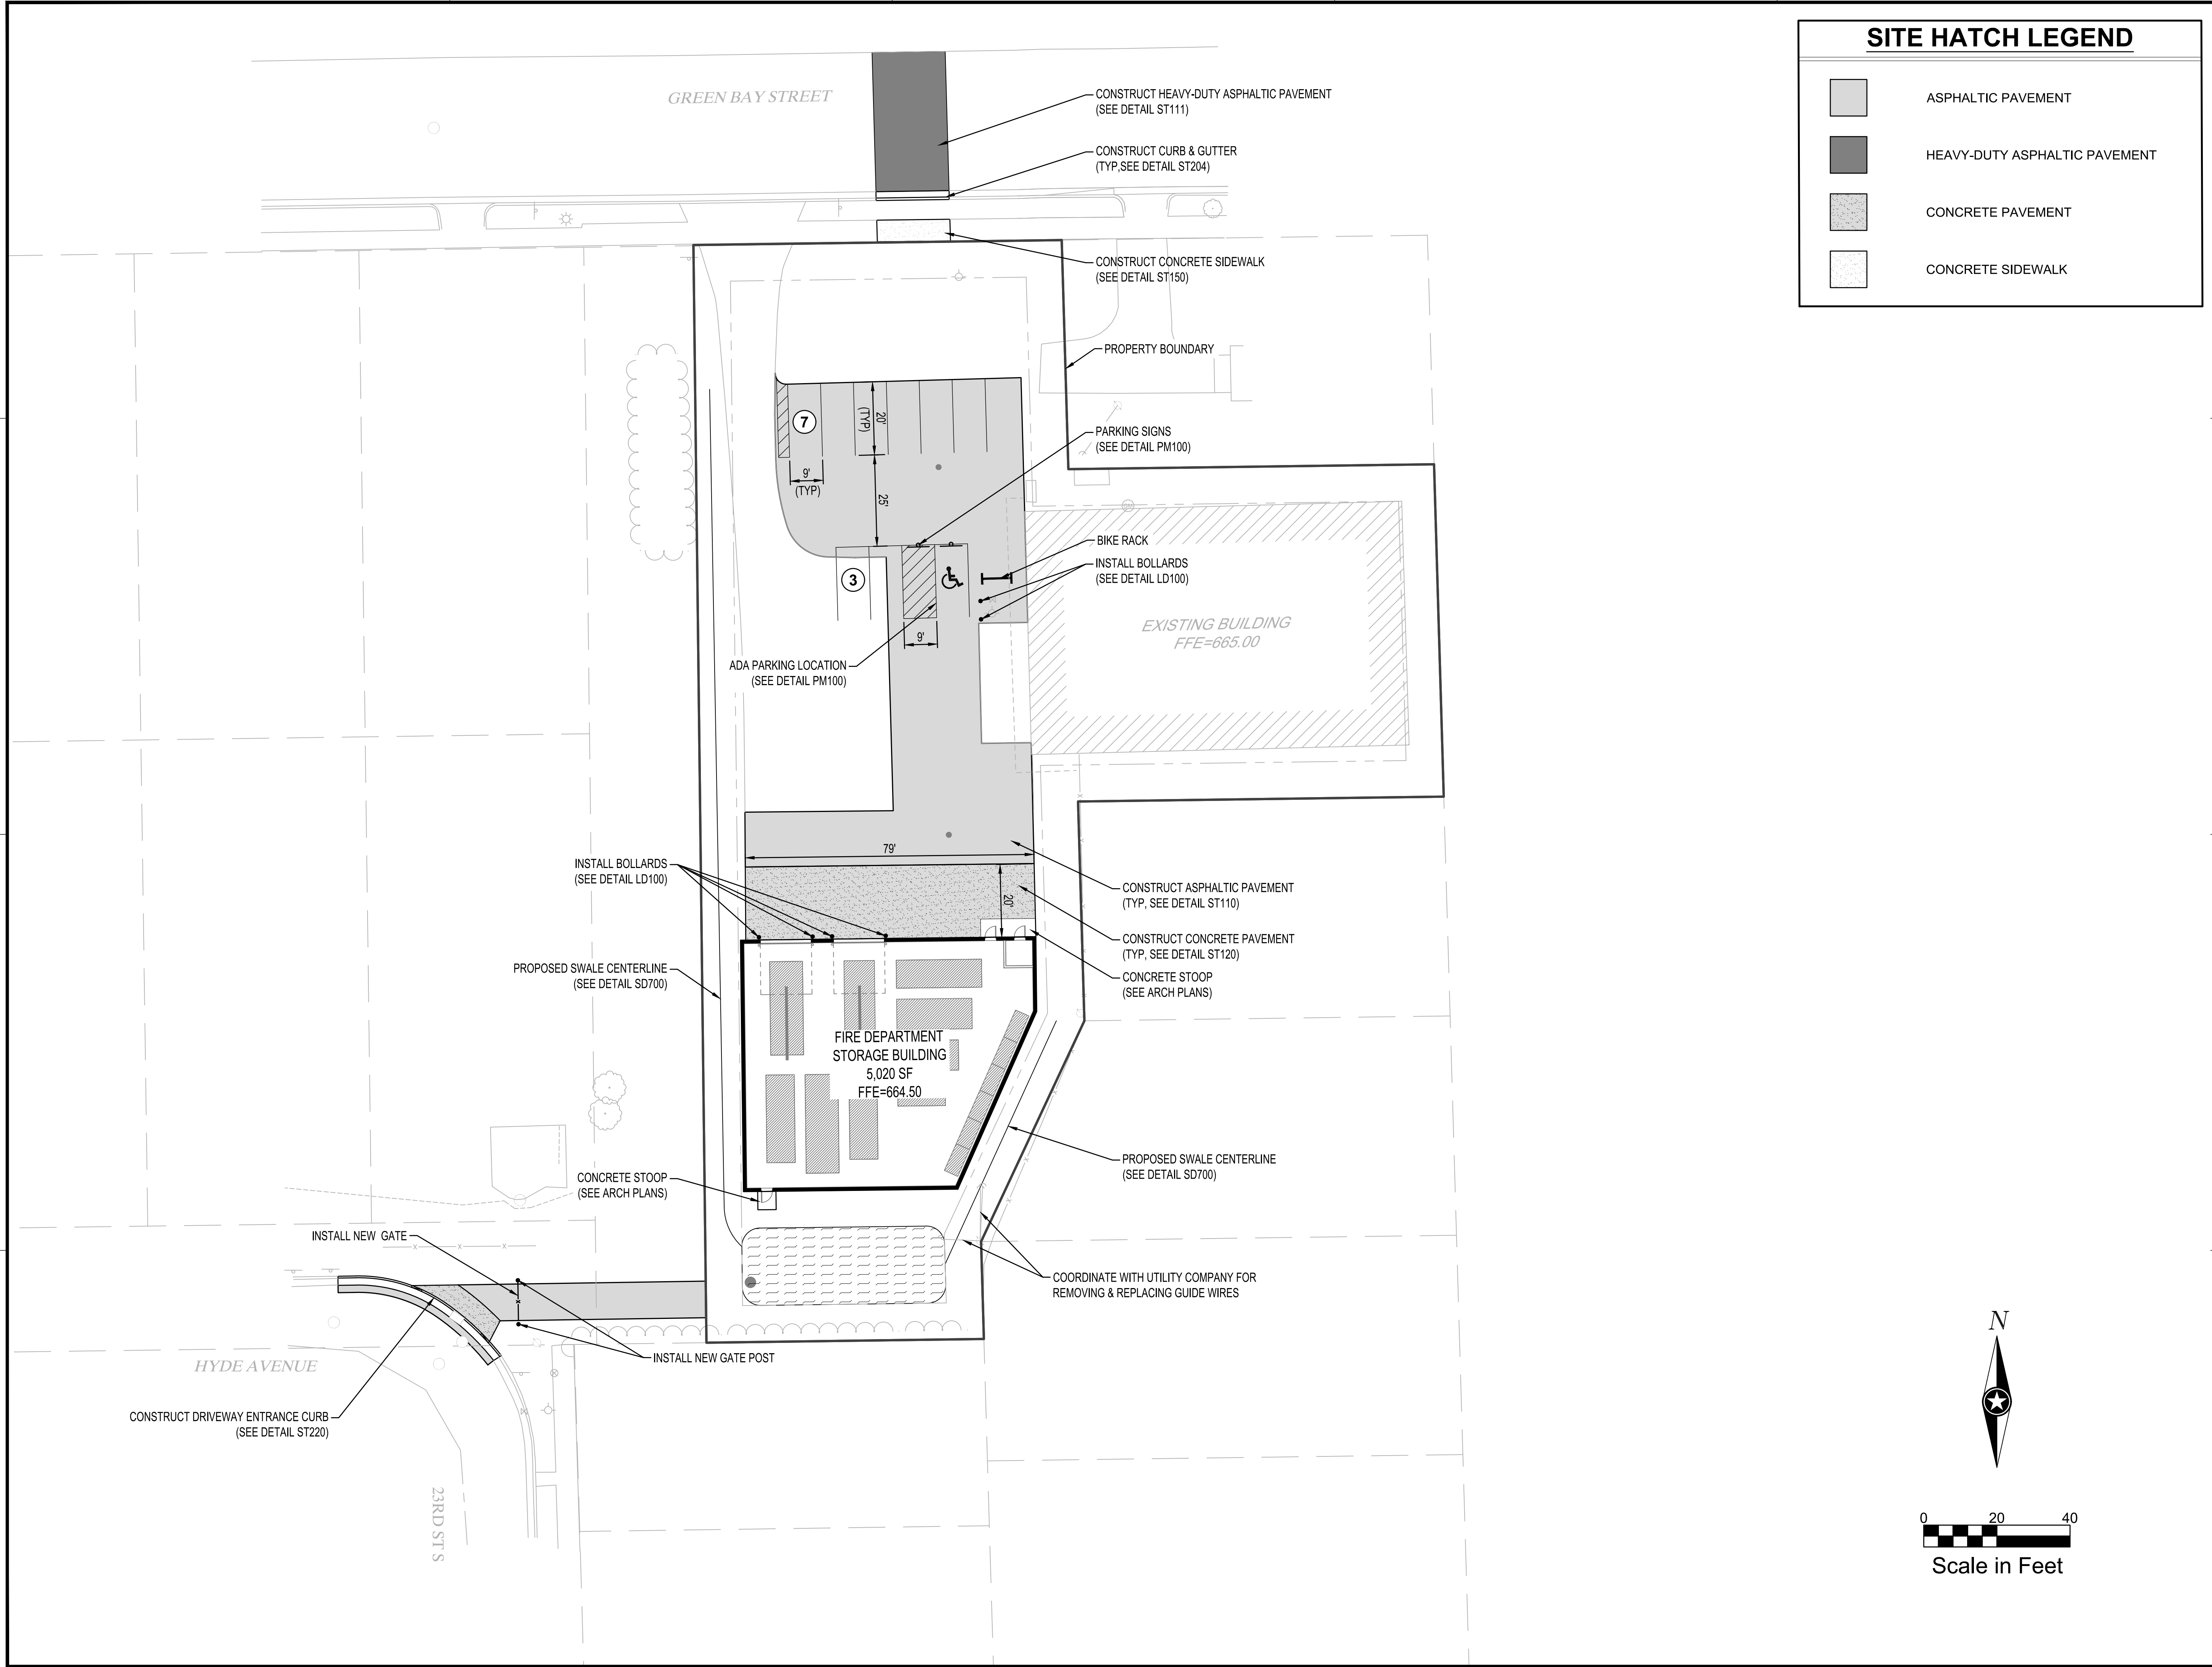 SITE HATCH LEGEND
ASPHALTIC PAVEMENT
HEAVY-DUTY ASPHALTIC PAVEMENT
CONCRETE PAVEMENT
CONCRETE SIDEWALK
GREEN BAY STREET
CONSTRUCT HEAVY-DUTY ASPHALTIC PAVEMENT
(SEE DETAIL ST111)
CONSTRUCT CURB & GUTTER
(TYP,SEE DETAIL ST204)
CONSTRUCT CONCRETE SIDEWALK
(SEE DETAIL ST150)
PROPERTY BOUNDARY
7
20'
(TYP)
9'
(TYP)
25'
PARKING SIGNS
(SEE DETAIL PM100)
BIKE RACK
INSTALL BOLLARDS
(SEE DETAIL LD100)
3
9'
EXISTING BUILDING
FFE=665.00
ADA PARKING LOCATION
(SEE DETAIL PM100)
79'
INSTALL BOLLARDS
(SEE DETAIL LD100)
20'
CONSTRUCT ASPHALTIC PAVEMENT
(TYP, SEE DETAIL ST110)
CONSTRUCT CONCRETE PAVEMENT
(TYP, SEE DETAIL ST120)
CONCRETE STOOP
(SEE ARCH PLANS)
PROPOSED SWALE CENTERLINE
(SEE DETAIL SD700)
FIRE DEPARTMENT
STORAGE BUILDING
5,020 SF
FFE=664.50
PROPOSED SWALE CENTERLINE
(SEE DETAIL SD700)
CONCRETE STOOP
(SEE ARCH PLANS)
INSTALL NEW GATE
COORDINATE WITH UTILITY COMPANY FOR
REMOVING & REPLACING GUIDE WIRES
INSTALL NEW GATE POST
HYDE AVENUE
CONSTRUCT DRIVEWAY ENTRANCE CURB
(SEE DETAIL ST220)
23RD ST S
N
0 20 40
Scale in Feet